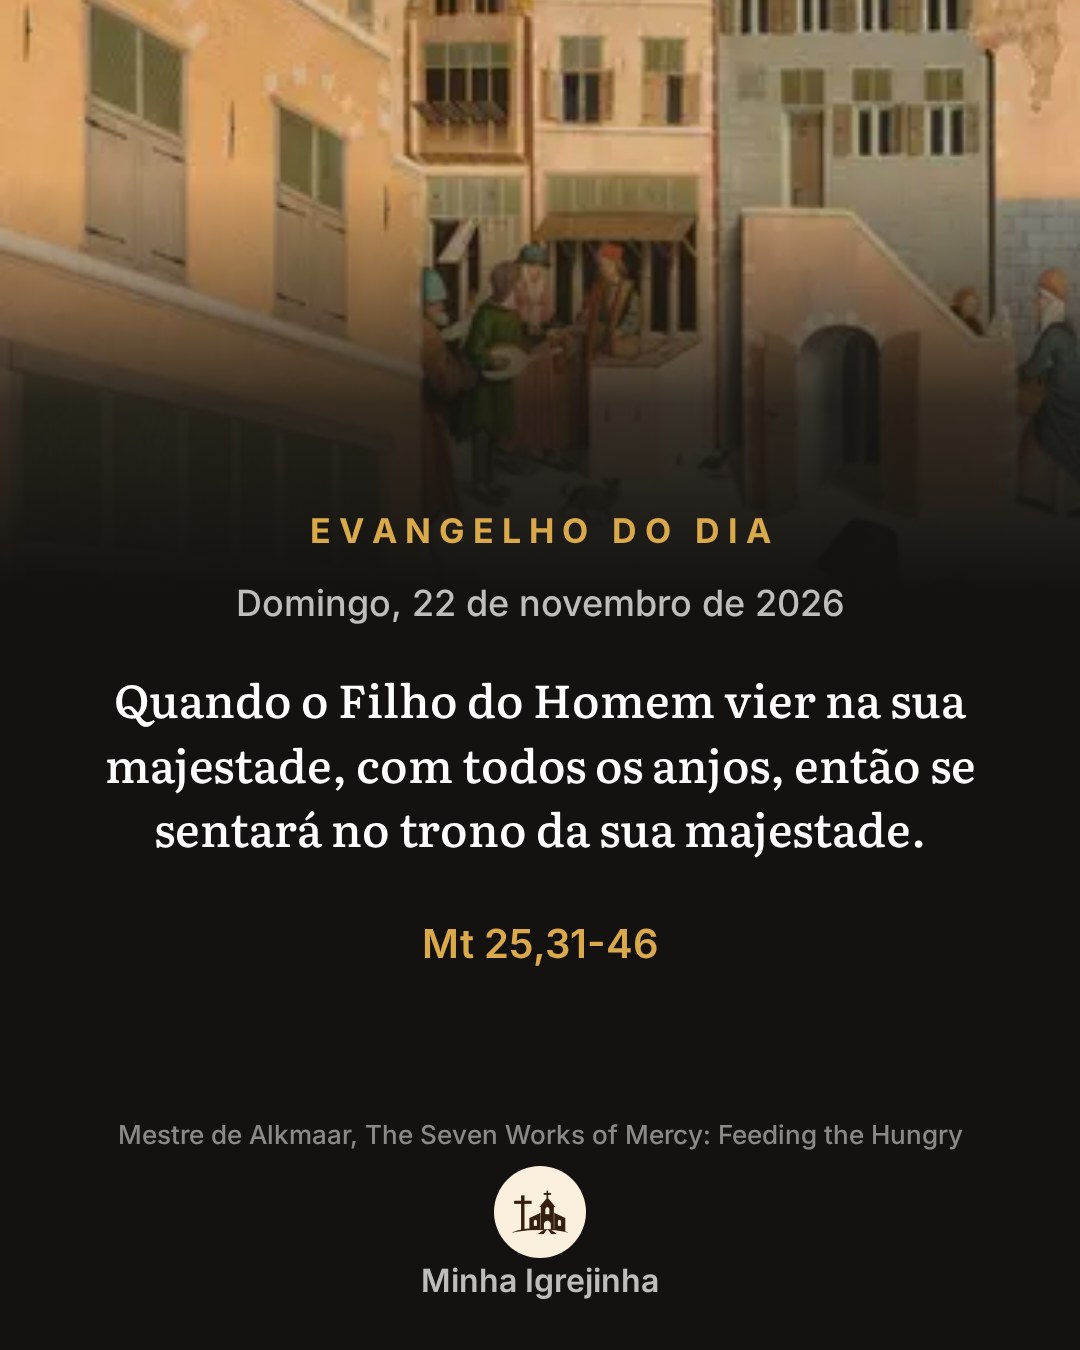 EVANGELHO DO DIA
Domingo, 22 de novembro de 2026
Quando o Filho do Homem vier na sua
majestade, com todos os anjos, então se
sentará no trono da sua majestade.
Mt 25,31-46
Mestre de Alkmaar, The Seven Works of Mercy: Feeding the Hungry
Minha Igrejinha